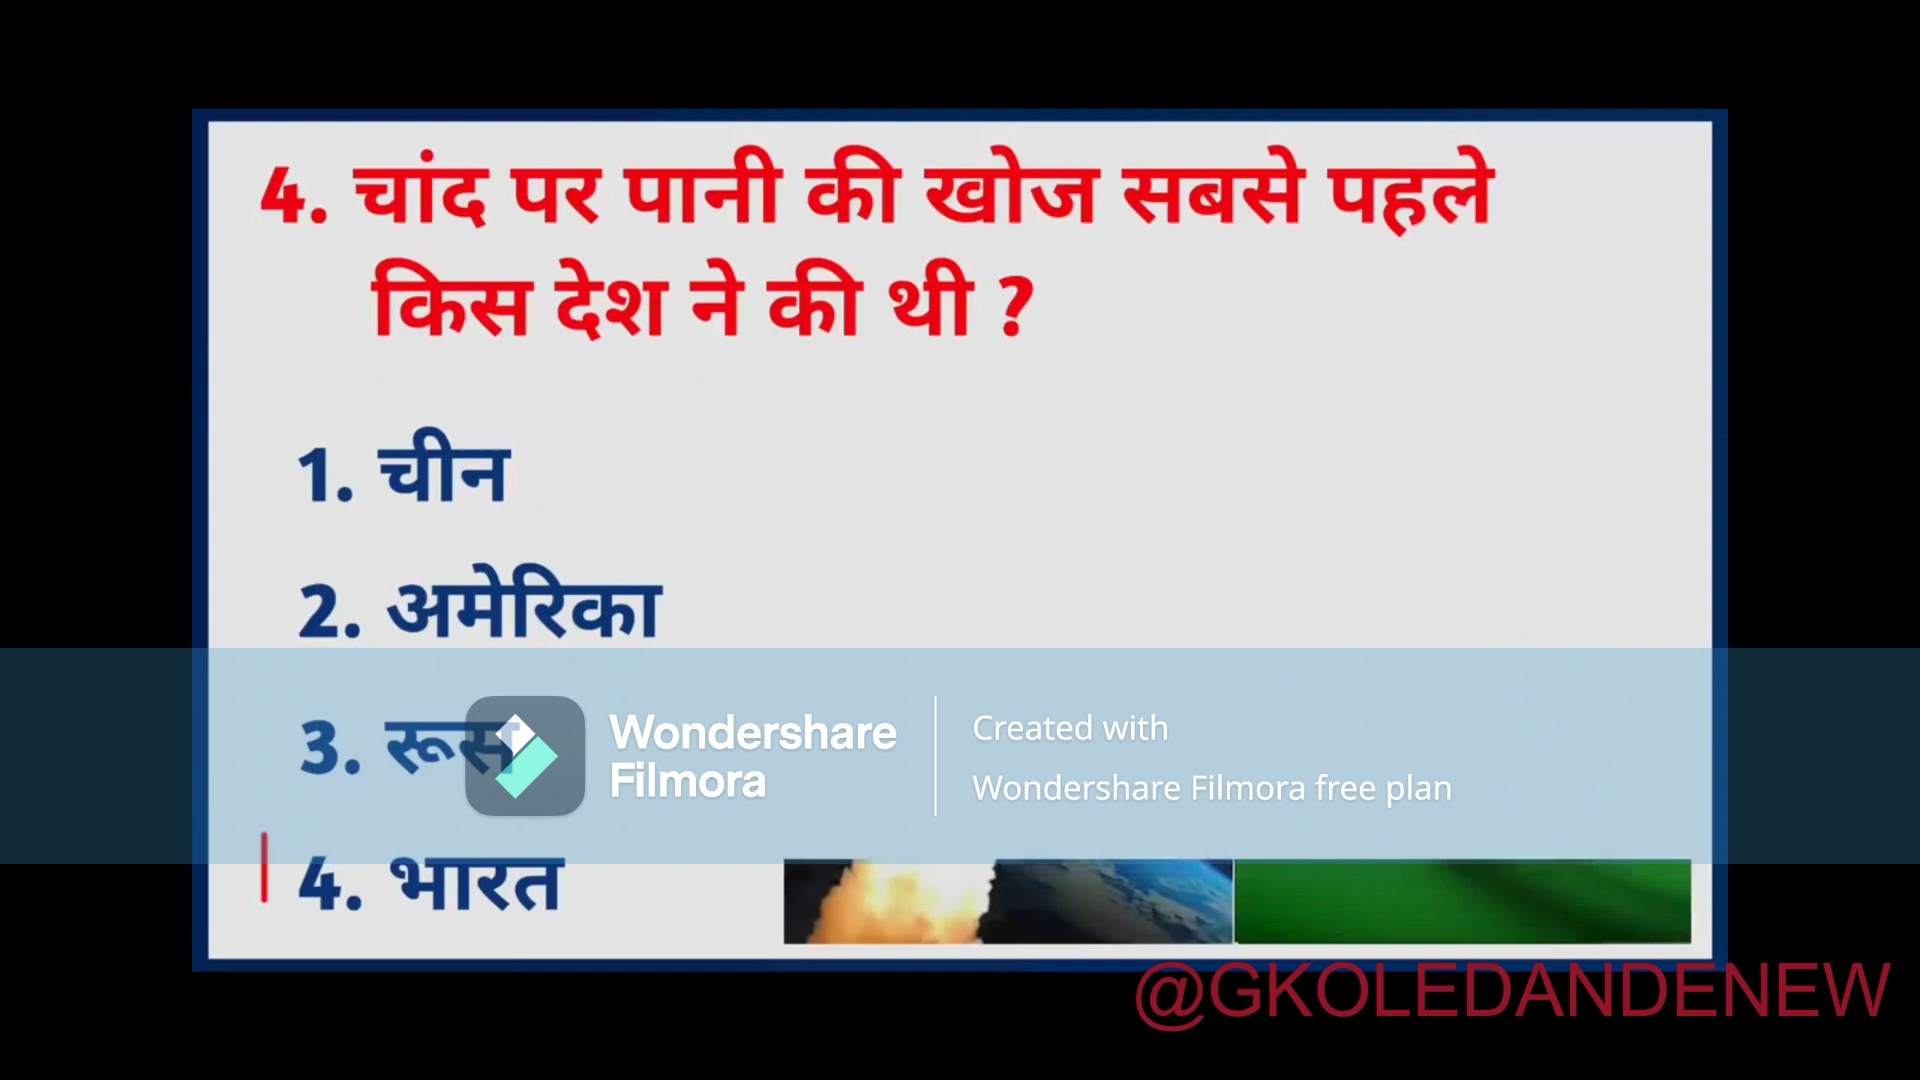 4. चांद पर पानी की खोज सबसे पहले
किस देश ने की थी ?
1. चीन
2. अमेरिका
3. रूस
Wondershare
Filmora
Created with
Wondershare Filmora free plan
4. भारत
@GKOLEDANDENEW